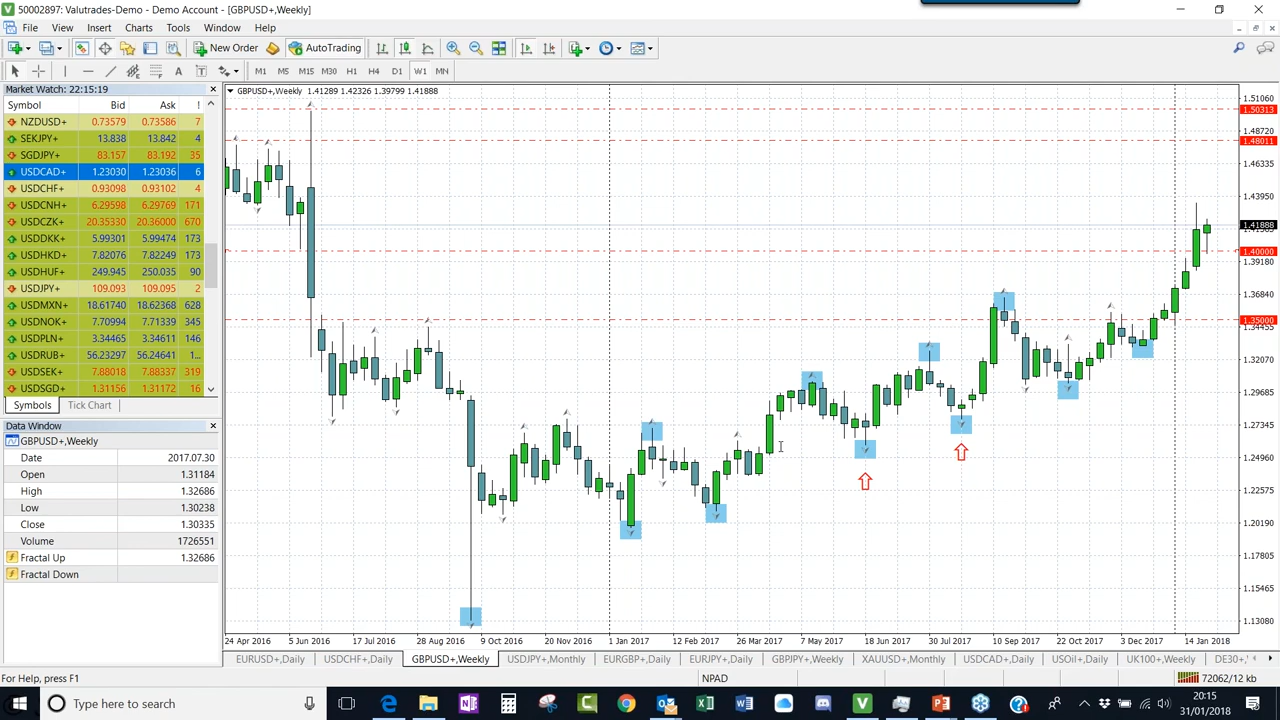 50002897: Valutrades-Demo - Demo Account - [GBPUSD+,Weekly]
File View Insert Charts Tools Window Help
New Order AutoTrading
A T M1 M5 M15 M30 H1 H4 D1 W1 MN
Market Watch: 22:15:19
Symbol Bid Ask !
NZDUSD+ 0.73579 0.73586 7
SEKJPY+ 13.838 13.842 4
SGDJPY+ 83.157 83.192 35
USDCAD+ 1.23030 1.23036 6
USDCHF+ 0.93098 0.93102 4
USDCNH+ 6.29598 6.29769 171
USDCZK+ 20.35330 20.36000 670
USDDKK+ 5.99301 5.99474 173
USDHKD+ 7.82076 7.82249 173
USDHUF+ 249.945 250.035 90
USDJPY+ 109.093 109.095 2
USDMXN+ 18.61740 18.62368 628
USDNOK+ 7.70994 7.71339 345
USDPLN+ 3.34465 3.34611 146
USDRUB+ 56.23297 56.24641 1...
USDSEK+ 7.88018 7.88337 319
USDSGD+ 1.31156 1.31172 16
Symbols Tick Chart
Data Window
GBPUSD+,Weekly
Date 2017.07.30
Open 1.31184
High 1.32686
Low 1.30238
Close 1.30335
Volume 1726551
Fractal Up 1.32686
Fractal Down
GBPUSD+,Weekly 1.41289 1.42326 1.39799 1.41888
1.51060
1.50313
1.48720
1.48011
1.46335
1.43950
1.41888
1.40000
1.39180
1.36840
1.35000
1.34455
1.32070
1.29685
1.27345
1.24960
1.22575
1.20190
1.17805
1.15465
1.13080
24 Apr 2016 5 Jun 2016 17 Jul 2016 28 Aug 2016 9 Oct 2016 20 Nov 2016 1 Jan 2017 12 Feb 2017 26 Mar 2017 7 May 2017 18 Jun 2017 30 Jul 2017 10 Sep 2017 22 Oct 2017 3 Dec 2017 14 Jan 2018
EURUSD+,Daily USDCHF+,Daily GBPUSD+,Weekly USDJPY+,Monthly EURGBP+,Daily EURJPY+,Daily GBPJPY+,Weekly XAUUSD+,Monthly USDCAD+,Daily USOil+,Daily UK100+,Weekly DE30+
For Help, press F1 NPAD 72062/12 kb
Type here to search
20:15
31/01/2018